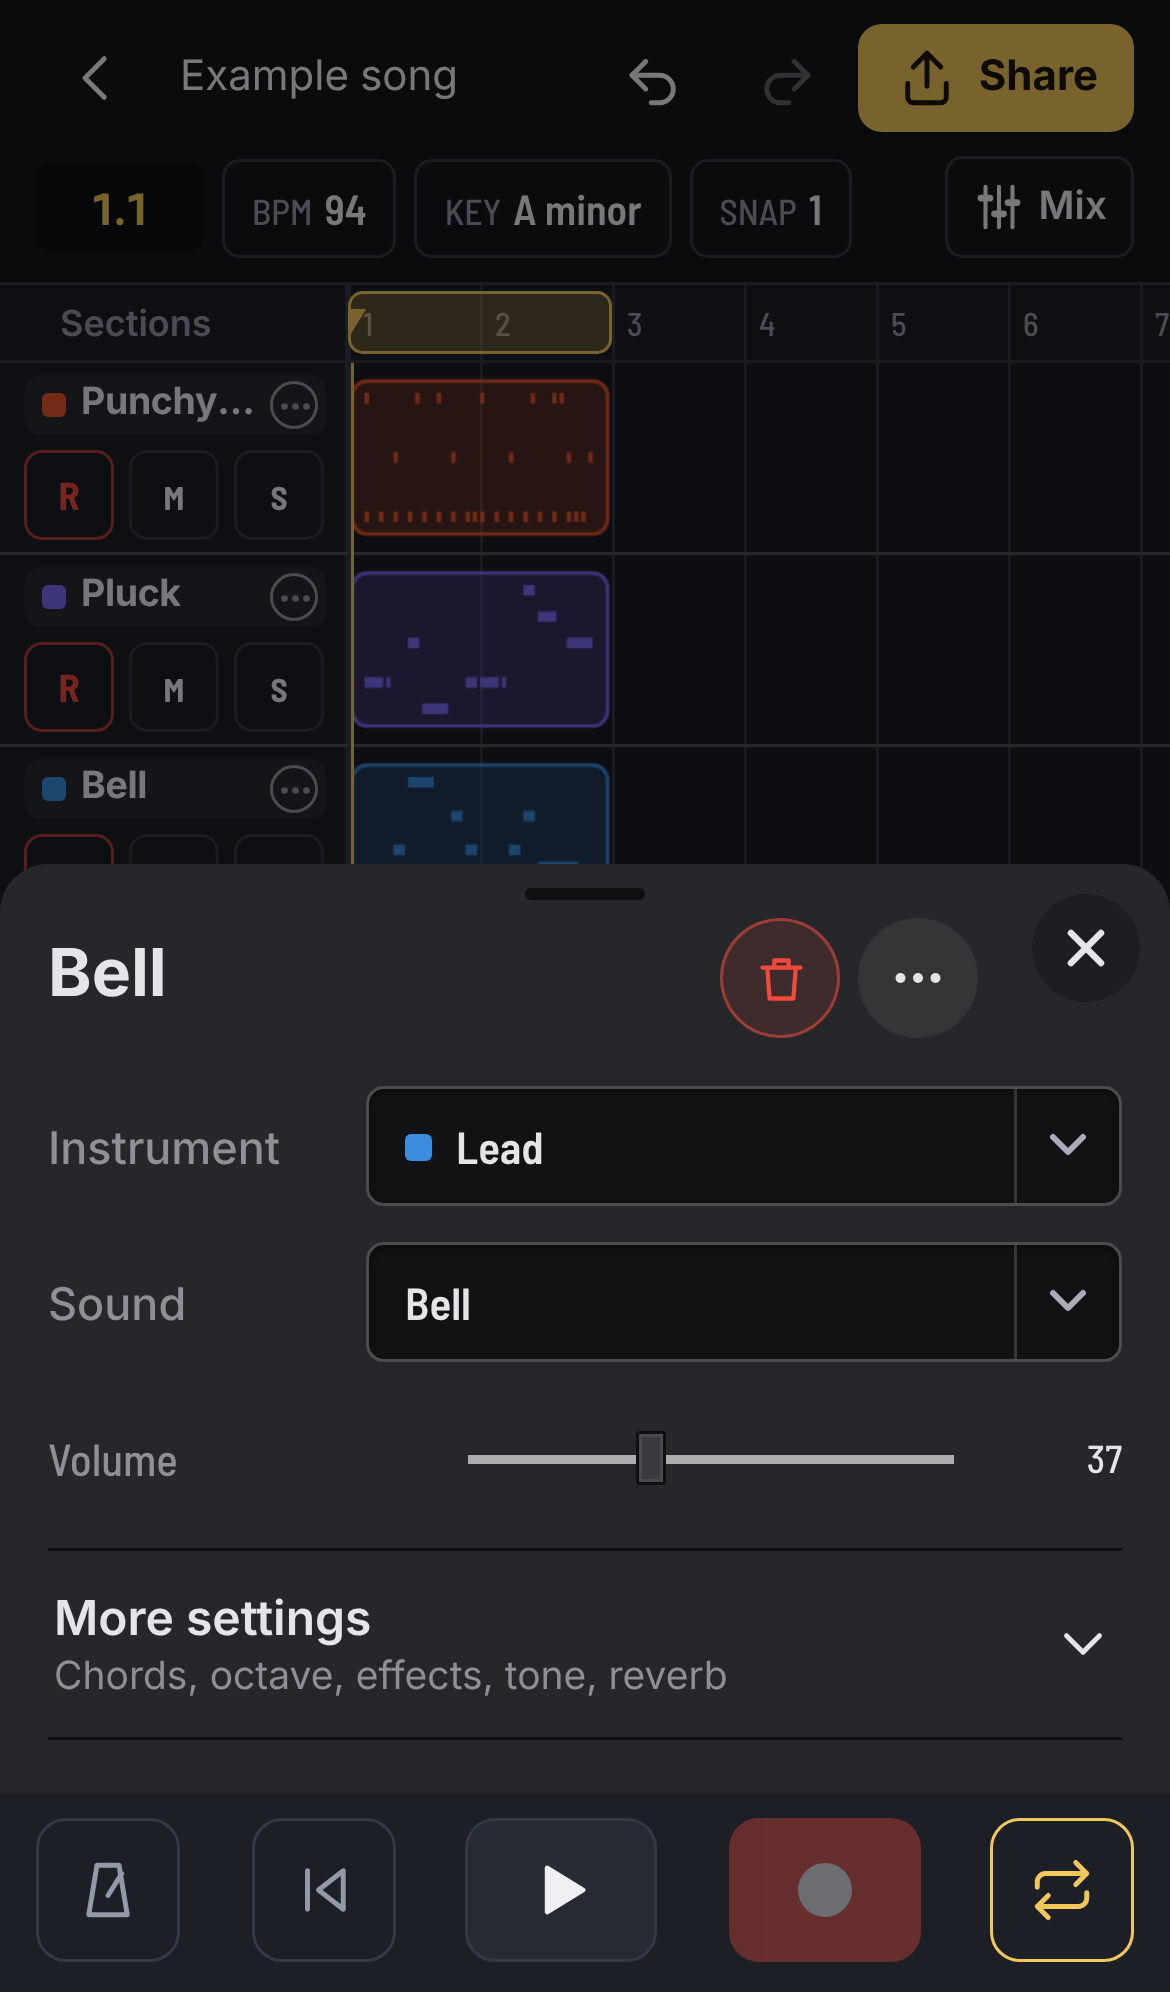 Example song
Share
1.1
BPM 94
KEY A minor
SNAP 1
Mix
Sections
1
2
3
4
5
6
7
Punchy...
R
M
S
Pluck
R
M
S
Bell
Bell
Instrument
Lead
Sound
Bell
Volume
37
More settings
Chords, octave, effects, tone, reverb